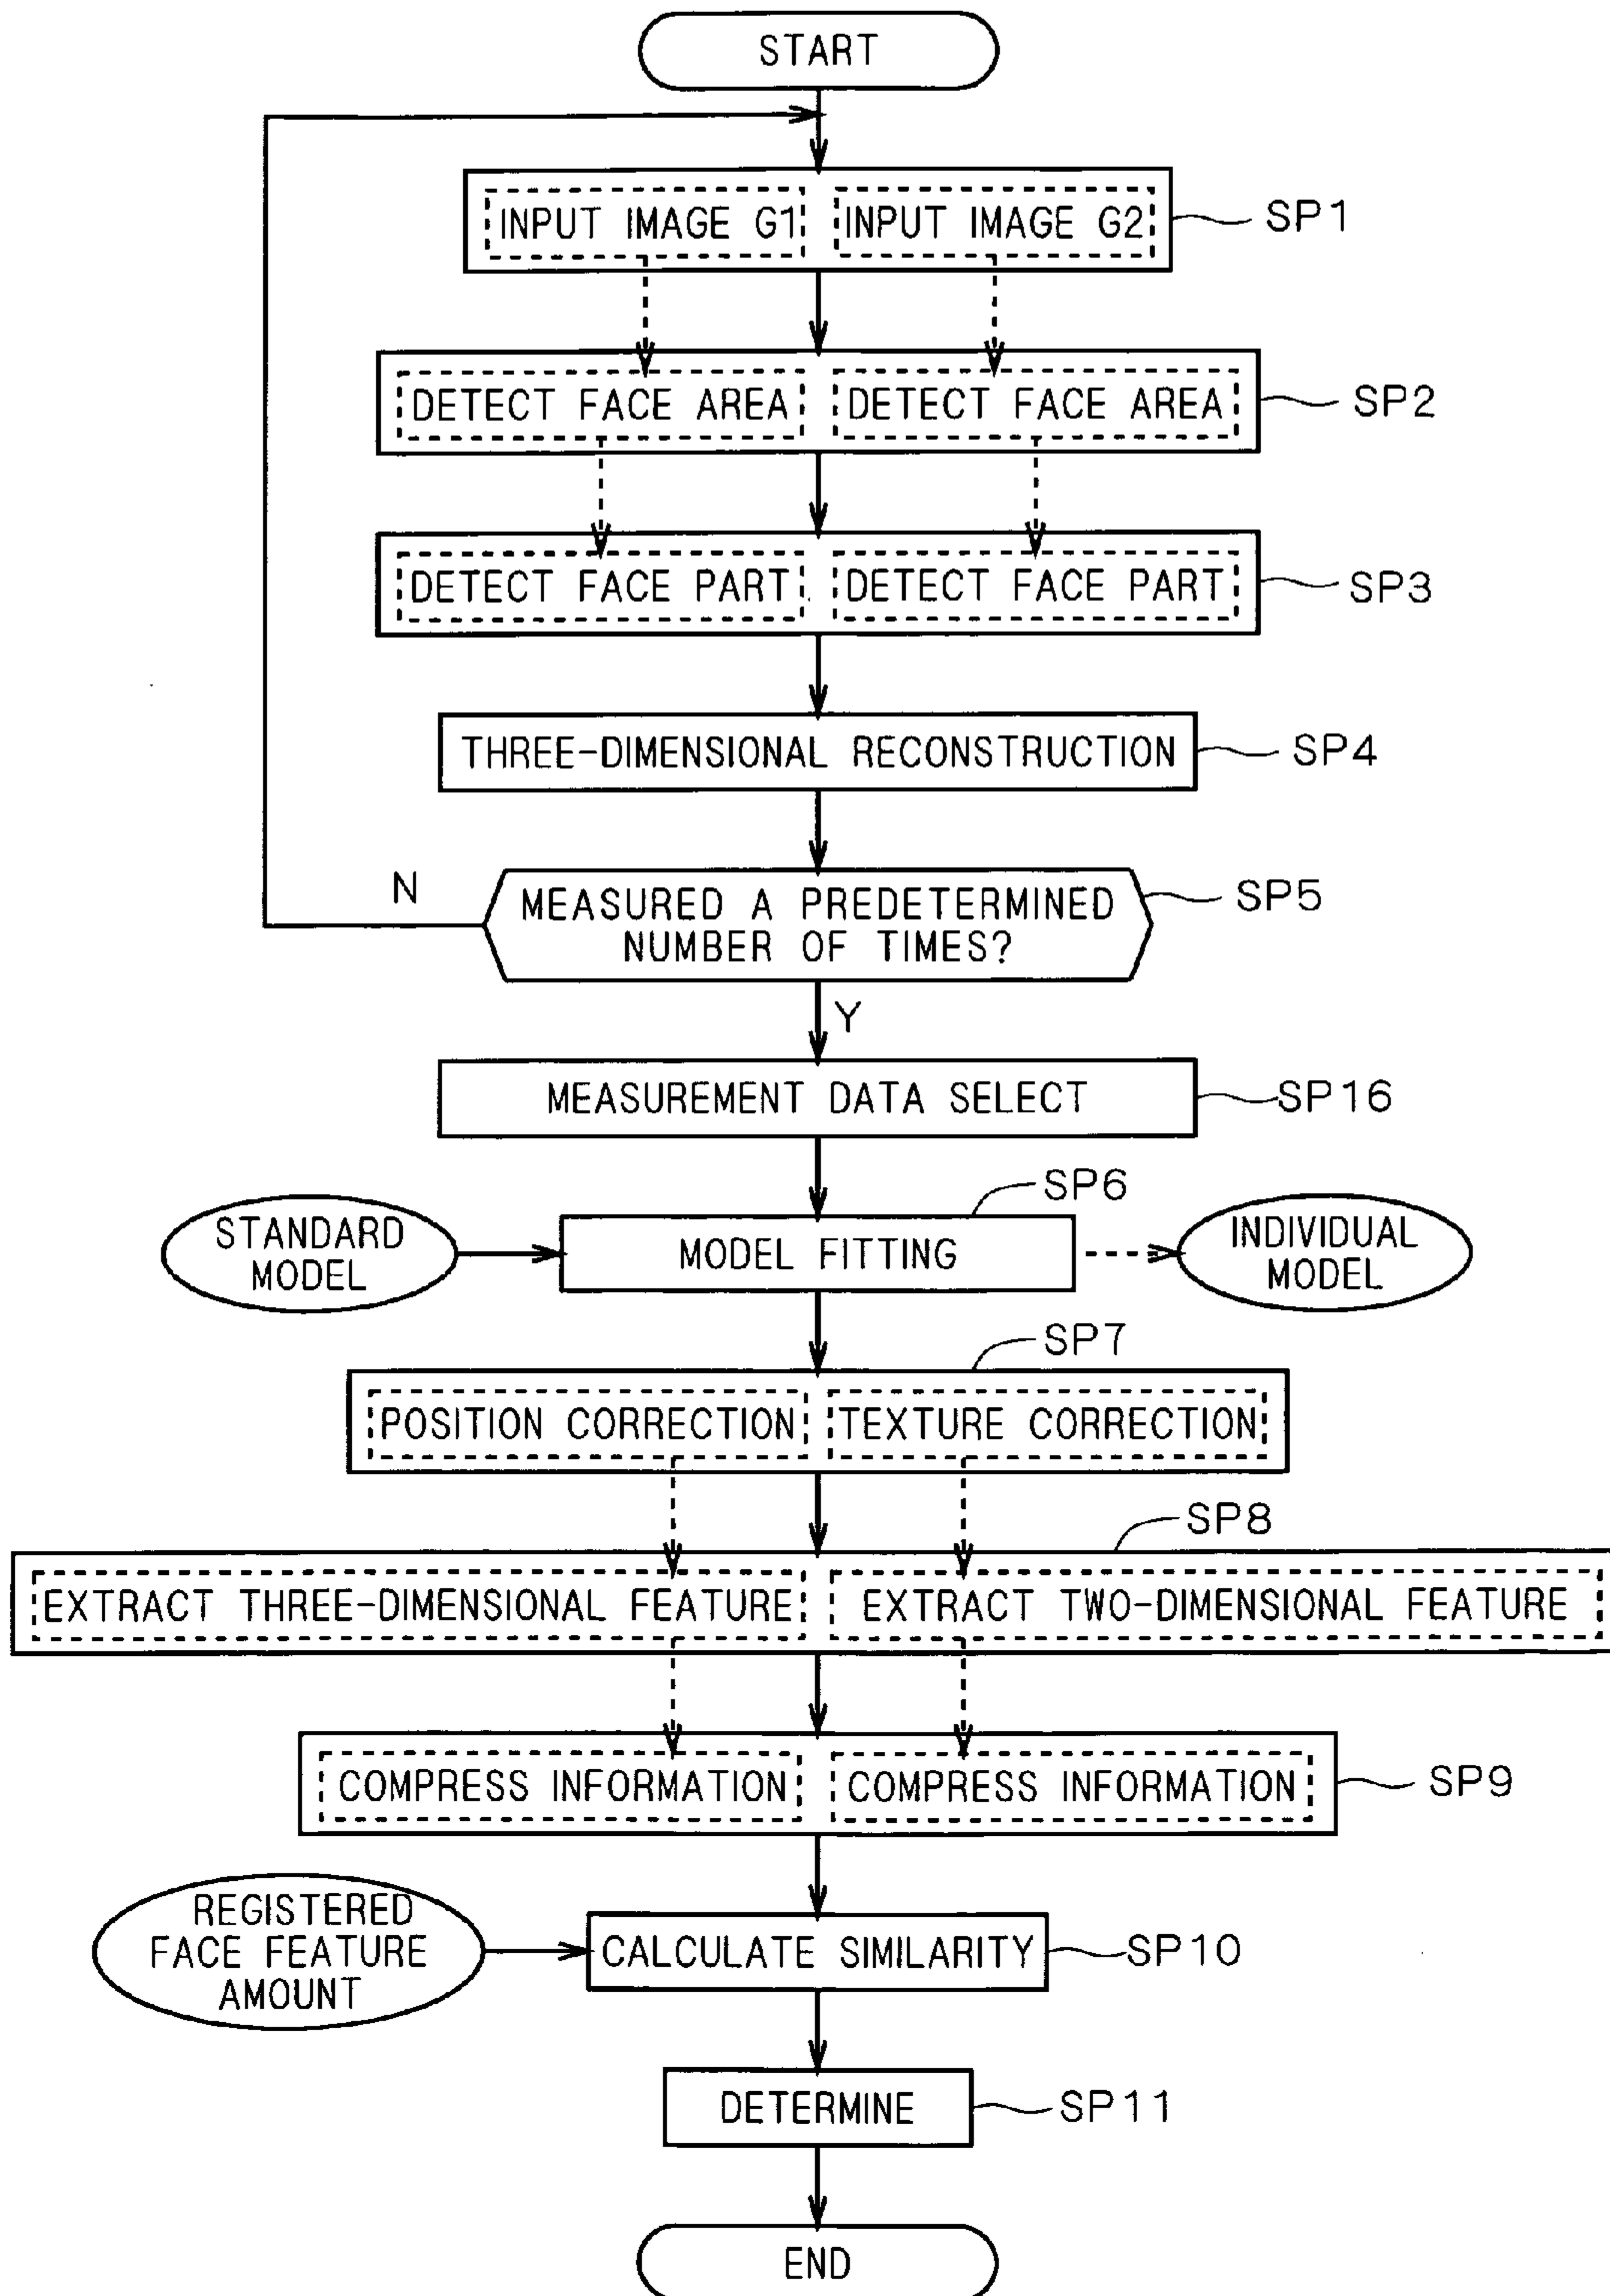 START
INPUT IMAGE G1
INPUT IMAGE G2
SP1
DETECT FACE AREA
DETECT FACE AREA
SP2
DETECT FACE PART
DETECT FACE PART
SP3
THREE-DIMENSIONAL RECONSTRUCTION
SP4
N
MEASURED A PREDETERMINED
NUMBER OF TIMES?
SP5
Y
MEASUREMENT DATA SELECT
SP16
SP6
STANDARD
MODEL
MODEL FITTING
INDIVIDUAL
MODEL
SP7
POSITION CORRECTION
TEXTURE CORRECTION
SP8
EXTRACT THREE-DIMENSIONAL FEATURE
EXTRACT TWO-DIMENSIONAL FEATURE
COMPRESS INFORMATION
COMPRESS INFORMATION
SP9
REGISTERED
FACE FEATURE
AMOUNT
CALCULATE SIMILARITY
SP10
DETERMINE
SP11
END